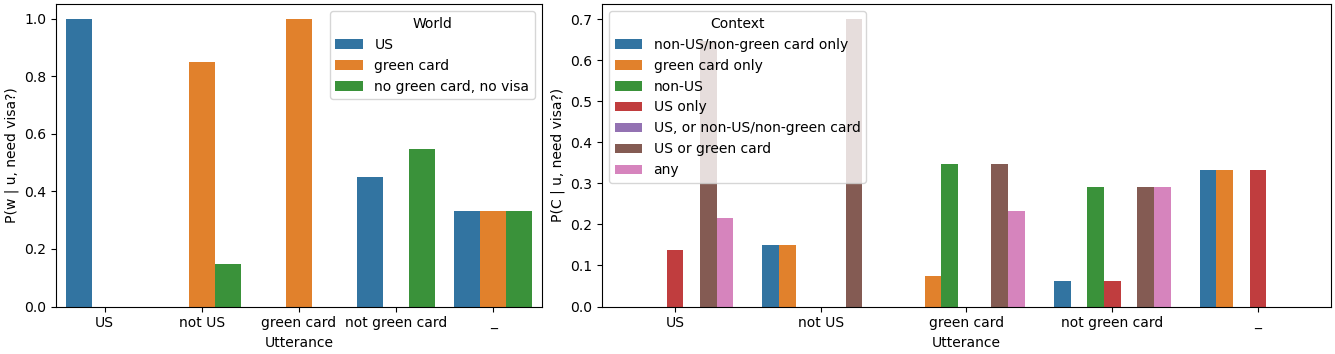 World
US
green card
no green card, no visa
P(w | u, need visa?)
1.0
0.8
0.6
0.4
0.2
0.0
US
not US
green card
not green card
_
Utterance
Context
non-US/non-green card only
green card only
non-US
US only
US, or non-US/non-green card
US or green card
any
P(C | u, need visa?)
0.7
0.6
0.5
0.4
0.3
0.2
0.1
0.0
US
not US
green card
not green card
_
Utterance